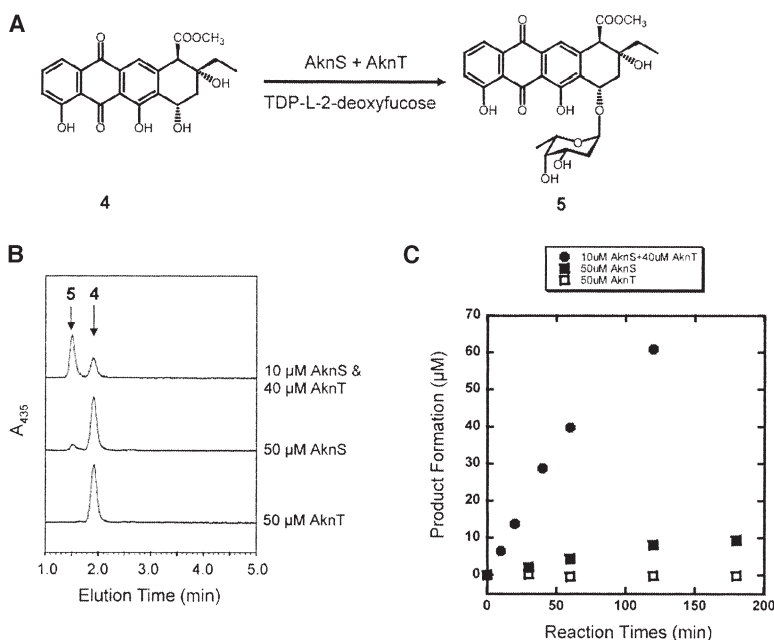 A
COOCH₃
O
OH
O
OH
OH
OH
4
AknS + AknT
TDP-L-2-deoxyfucose
COOCH₃
O
OH
OH
O
OH
O
O
OH
OH
5
B
5 4
10 µM AknS &
40 µM AknT
50 µM AknS
50 µM AknT
A₄₃₅
1.0 2.0 3.0 4.0 5.0
Elution Time (min)
C
10uM AknS+40uM AknT
50uM AknS
50uM AknT
70
60
50
40
30
20
10
0
Product Formation (µM)
0 50 100 150 200
Reaction Times (min)